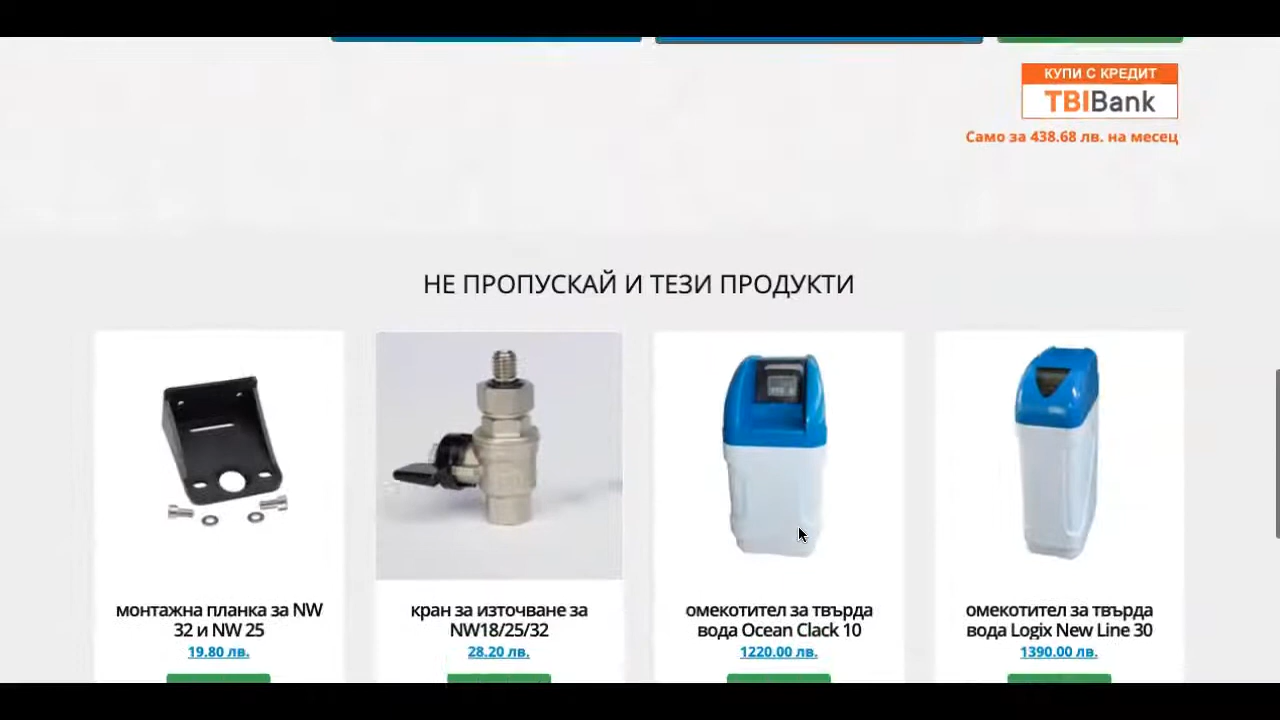 КУПИ С КРЕДИТ
TBIBank
Само за 438.68 лв. на месец
НЕ ПРОПУСКАЙ И ТЕЗИ ПРОДУКТИ
монтажна планка за NW
32 и NW 25
19.80 лв.
кран за източване за
NW18/25/32
28.20 лв.
омекотител за твърда
вода Ocean Clack 10
1220.00 лв.
омекотител за твърда
вода Logix New Line 30
1390.00 лв.